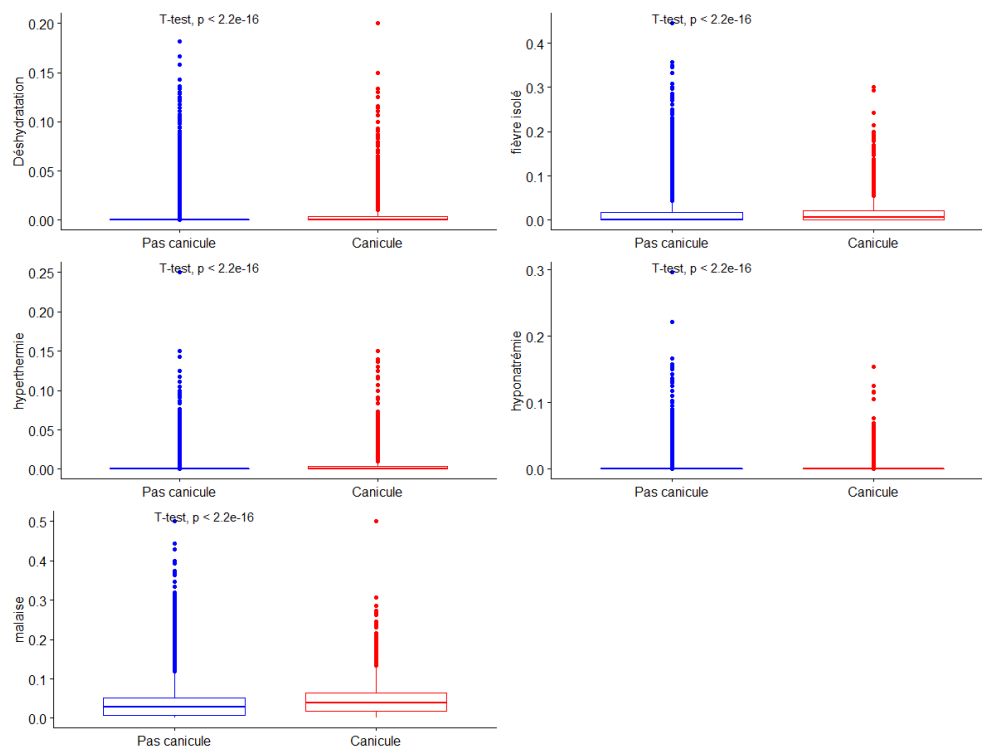 T-test, p < 2.2e-16
0.20
0.15
0.10
0.05
0.00
Déshydratation
Pas canicule Canicule
T-test, p < 2.2e-16
0.4
0.3
0.2
0.1
0.0
fièvre isolé
Pas canicule Canicule
T-test, p < 2.2e-16
0.25
0.20
0.15
0.10
0.05
0.00
hyperthermie
Pas canicule Canicule
T-test, p < 2.2e-16
0.3
0.2
0.1
0.0
hyponatrémie
Pas canicule Canicule
T-test, p < 2.2e-16
0.5
0.4
0.3
0.2
0.1
0.0
malaise
Pas canicule Canicule